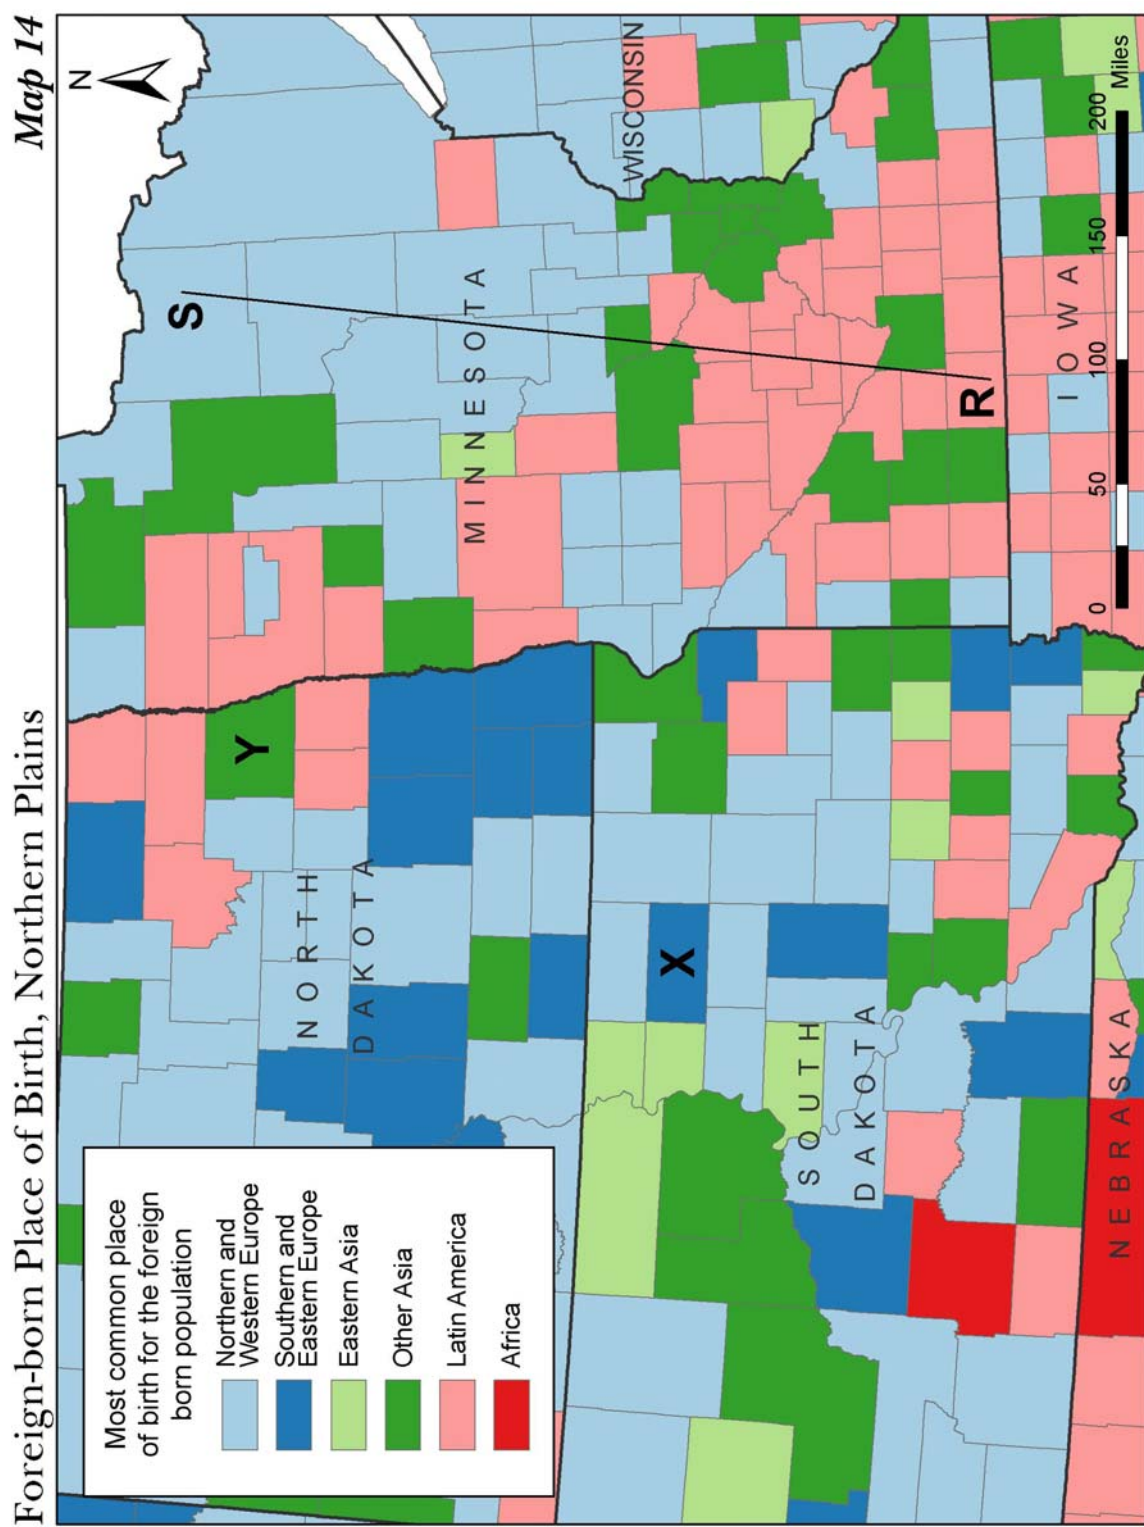 Foreign-born Place of Birth, Northern Plains
Map 14
N
Most common place
of birth for the foreign
born population
Northern and
Western Europe
Southern and
Eastern Europe
Eastern Asia
Other Asia
Latin America
Africa
NORTH
DAKOTA
Y
MINNESOTA
S
WISCONSIN
X
SOUTH
DAKOTA
R
IOWA
NEBRASKA
0 50 100 150 200
Miles